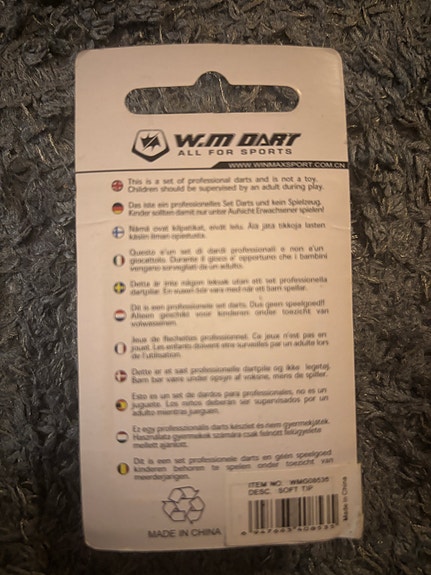 W.M DART
ALL FOR SPORTS
WWW.WINMAXSPORT.COM.CN
This is a set of professional darts and is not a toy.
Children should be supervised by an adult during play.
Das ist ein professionelles Set Darts und kein Spielzeug.
Kinder sollten damit nur unter Aufsicht Erwachsener spielen!
Nämä ovat kilpatikat, eivät lelu. Älä jätä tikkoja lasten
käsiin ilman opastusta.
Questo e'un set di dardi professionali e non e'un
giocattolo. Durante il gioco e' opportuno che i bambini
vengano sorvegliati da un adulto.
Detta är inte någon leksak utan ett set professionella
dartpilar. En vuxen bör vara med när ett barn spelar.
Dit is een professionele set darts. Dus geen speelgoed!!
Alleen geschikt voor kinderen onder toezicht van
volwassenen.
Jeux de flechettes professionnel. Ce jeux n'est pas en
jouet. Les enfants doivent etre surveilles par un adulte lors
de l'utilisation.
Dette er et sæt professionelle dartpile og ikke legetøj.
Barn bør være under opsyn af voksne, mens de spiller.
Esto es un set de dardos para profesionales, no es un
juguete. Los niños deberán ser supervisados por un
adulto mientras jueguen.
Ez egy professzionális darts készlet és nem gyermekjáték.
Használata gyermekek számára csak felnőtt felügyelete
mellett ajánlott.
Dit is een set professionele darts en geen speelgoed
kinderen behoren te spelen onder toezicht van
meerderjangen.
MADE IN CHINA
ITEM NO. WMG08535
DESC. SOFT TIP
Made In China